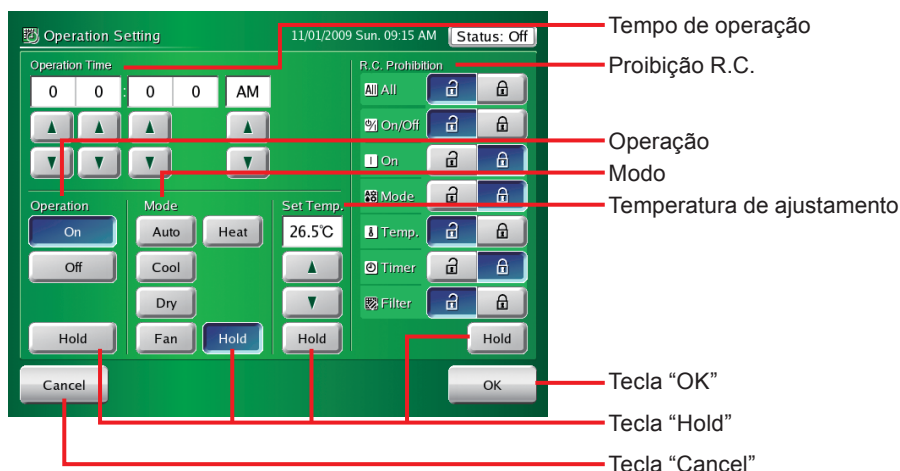 Operation Setting 11/01/2009 Sun. 09:15 AM Status: Off
Operation Time
0 0 : 0 0 AM
R.C. Prohibition
All All
On/Off
On
Mode
Temp.
Timer
Filter
Hold
Operation
On
Off
Hold
Mode
Auto Heat
Cool
Dry
Fan Hold
Set Temp.
26.5℃
Hold
Cancel OK
Tempo de operação
Proibição R.C.
Operação
Modo
Temperatura de ajustamento
Tecla “OK”
Tecla “Hold”
Tecla “Cancel”